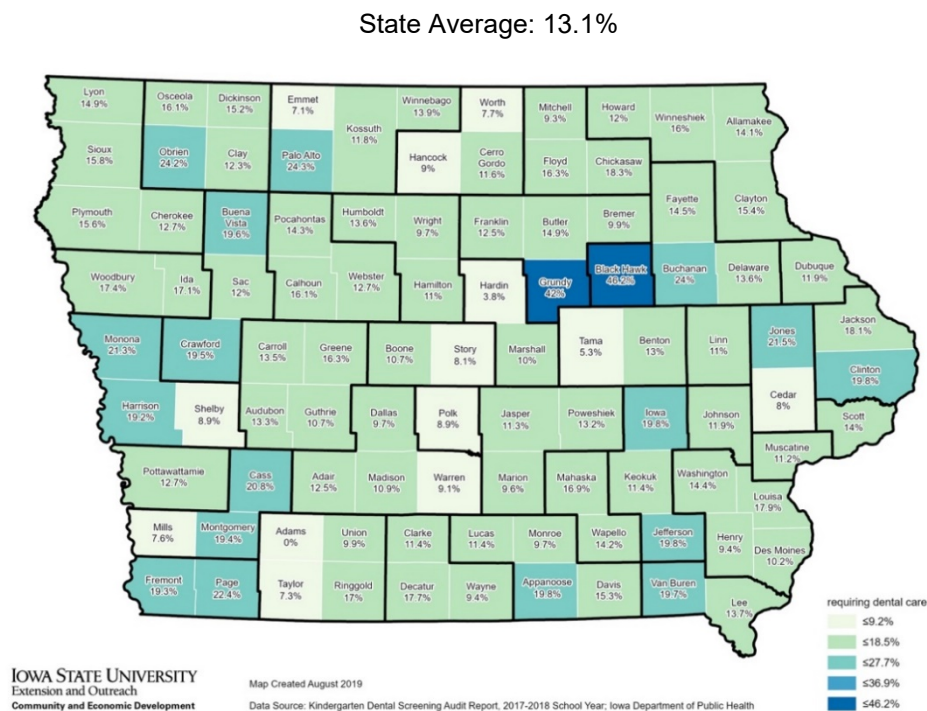 State Average: 13.1%
Lyon
14.9%
Osceola
16.1%
Dickinson
15.2%
Emmet
7.1%
Kossuth
11.8%
Winnebago
13.9%
Worth
7.7%
Mitchell
9.3%
Howard
12%
Winneshiek
16%
Allamakee
14.1%
Sioux
15.8%
Obrien
24.2%
Clay
12.3%
Palo Alto
24.3%
Hancock
9%
Cerro
Gordo
11.6%
Floyd
16.3%
Chickasaw
18.3%
Fayette
14.5%
Clayton
15.4%
Plymouth
15.6%
Cherokee
12.7%
Buena
Vista
19.6%
Pocahontas
14.3%
Humboldt
13.6%
Wright
9.7%
Franklin
12.5%
Butler
14.9%
Bremer
9.9%
Woodbury
17.4%
Ida
17.1%
Sac
12%
Calhoun
16.1%
Webster
12.7%
Hamilton
11%
Hardin
3.8%
Grundy
42%
Black Hawk
46.2%
Buchanan
24%
Delaware
13.6%
Dubuque
11.9%
Monona
21.3%
Crawford
19.5%
Carroll
13.5%
Greene
16.3%
Boone
10.7%
Story
8.1%
Marshall
10%
Tama
5.3%
Benton
13%
Linn
11%
Jones
21.5%
Jackson
18.1%
Clinton
19.8%
Harrison
19.2%
Shelby
8.9%
Audubon
13.3%
Guthrie
10.7%
Dallas
9.7%
Polk
8.9%
Jasper
11.3%
Poweshiek
13.2%
Iowa
19.8%
Johnson
11.9%
Cedar
8%
Scott
14%
Muscatine
11.2%
Pottawattamie
12.7%
Cass
20.8%
Adair
12.5%
Madison
10.9%
Warren
9.1%
Marion
9.6%
Mahaska
16.9%
Keokuk
11.4%
Washington
14.4%
Louisa
17.9%
Mills
7.6%
Montgomery
19.4%
Adams
0%
Union
9.9%
Clarke
11.4%
Lucas
11.4%
Monroe
9.7%
Wapello
14.2%
Jefferson
19.8%
Henry
9.4%
Des Moines
10.2%
Fremont
19.3%
Page
22.4%
Taylor
7.3%
Ringgold
17%
Decatur
17.7%
Wayne
9.4%
Appanoose
19.8%
Davis
15.3%
Van Buren
19.7%
Lee
13.7%
requiring dental care
≤9.2%
≤18.5%
≤27.7%
≤36.9%
≤46.2%
IOWA STATE UNIVERSITY
Extension and Outreach
Community and Economic Development
Map Created August 2019
Data Source: Kindergarten Dental Screening Audit Report, 2017-2018 School Year; Iowa Department of Public Health